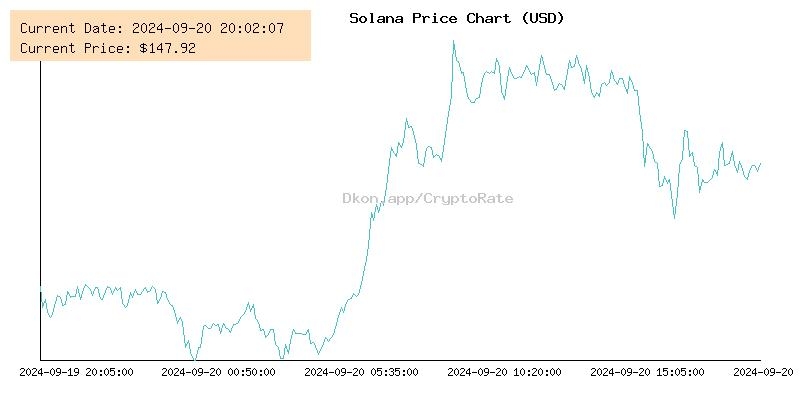 Solana Price Chart (USD)
Current Date: 2024-09-20 20:02:07
Current Price: $147.92
Dkon.app/CryptoRate
2024-09-19 20:05:00 2024-09-20 00:50:00 2024-09-20 05:35:00 2024-09-20 10:20:00 2024-09-20 15:05:00 2024-09-20